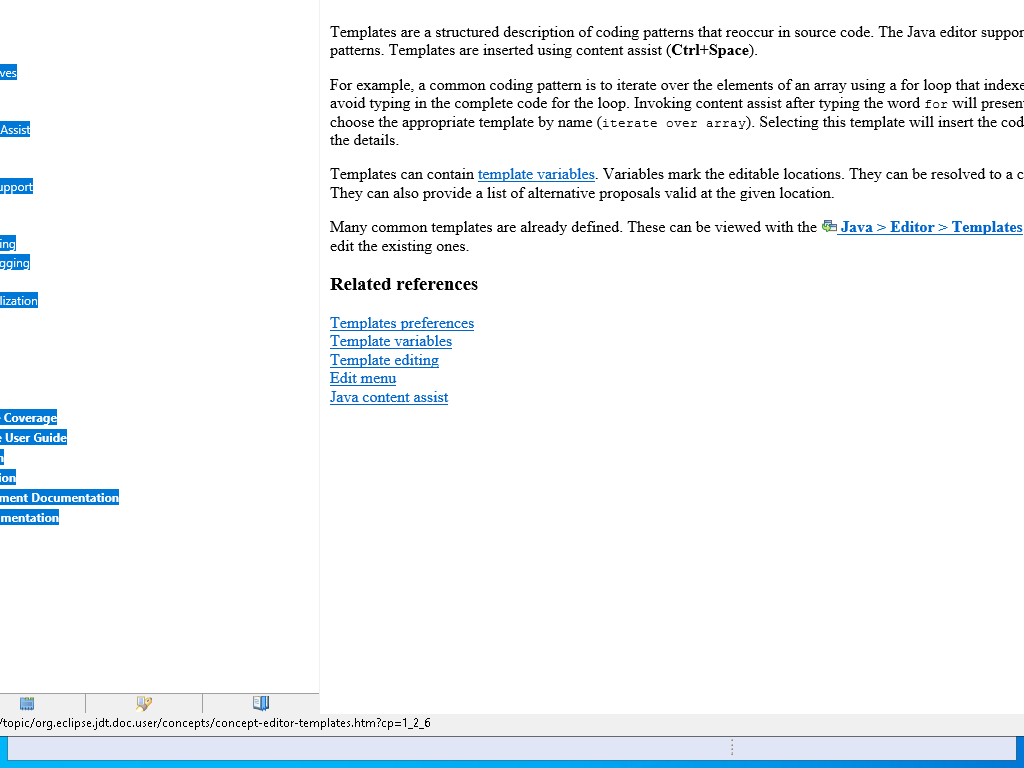 ves
Assist
upport
ing
gging
lization
Coverage
User Guide
ion
ment Documentation
mentation
Templates are a structured description of coding patterns that reoccur in source code. The Java editor suppor
patterns. Templates are inserted using content assist (Ctrl+Space).
For example, a common coding pattern is to iterate over the elements of an array using a for loop that indexe
avoid typing in the complete code for the loop. Invoking content assist after typing the word for will presen
choose the appropriate template by name (iterate over array). Selecting this template will insert the cod
the details.
Templates can contain template variables. Variables mark the editable locations. They can be resolved to a c
They can also provide a list of alternative proposals valid at the given location.
Many common templates are already defined. These can be viewed with the Java > Editor > Templates
edit the existing ones.
Related references
Templates preferences
Template variables
Template editing
Edit menu
Java content assist
/topic/org.eclipse.jdt.doc.user/concepts/concept-editor-templates.htm?cp=1_2_6